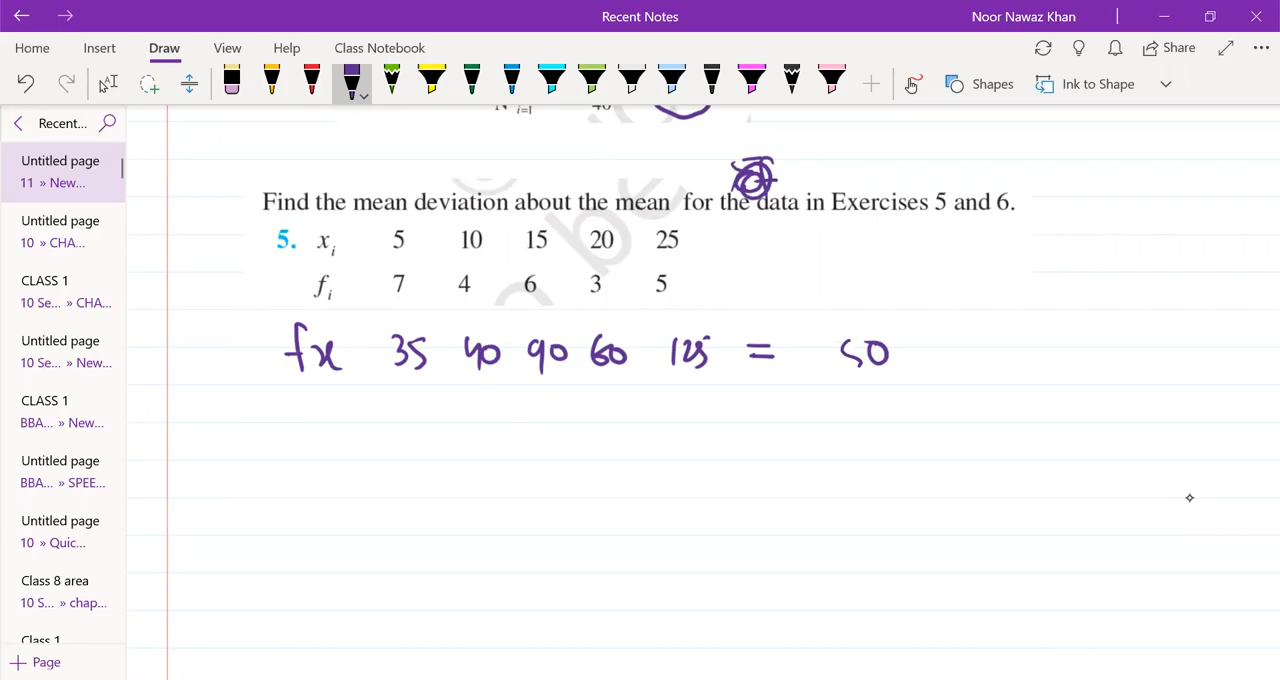 Recent Notes
Noor Nawaz Khan
Home Insert Draw View Help Class Notebook
Share
Shapes
Ink to Shape
Recent...
Untitled page
11 » New...
Untitled page
10 » CHA...
CLASS 1
10 Se... » CHA...
Untitled page
10 Se... » New...
CLASS 1
BBA... » New...
Untitled page
BBA... » SPEE...
Untitled page
10 » Quic...
Class 8 area
10 S... » chap...
Class 1
Page
i=1
Find the mean deviation about the mean for the data in Exercises 5 and 6.
5. xᵢ 5 10 15 20 25
fᵢ 7 4 6 3 5
fx 35 40 90 60 125 = 50